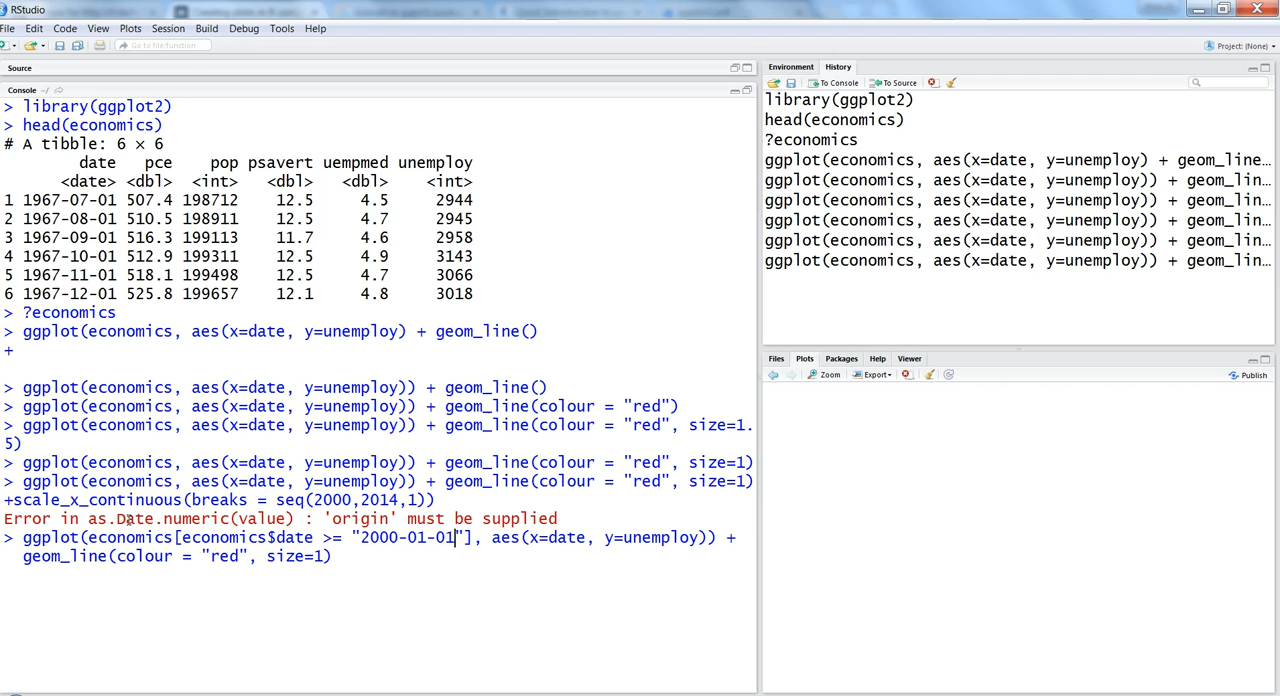 RStudio
File Edit Code View Plots Session Build Debug Tools Help
Go to file/function
Project: (None)
Source
Console ~/
> library(ggplot2)
> head(economics)
# A tibble: 6 × 6
date pce pop psavert uempmed unemploy
<date> <dbl> <int> <dbl> <dbl> <int>
1 1967-07-01 507.4 198712 12.5 4.5 2944
2 1967-08-01 510.5 198911 12.5 4.7 2945
3 1967-09-01 516.3 199113 11.7 4.6 2958
4 1967-10-01 512.9 199311 12.5 4.9 3143
5 1967-11-01 518.1 199498 12.5 4.7 3066
6 1967-12-01 525.8 199657 12.1 4.8 3018
> ?economics
> ggplot(economics, aes(x=date, y=unemploy) + geom_line()
+
> ggplot(economics, aes(x=date, y=unemploy)) + geom_line()
> ggplot(economics, aes(x=date, y=unemploy)) + geom_line(colour = "red")
> ggplot(economics, aes(x=date, y=unemploy)) + geom_line(colour = "red", size=1.
5)
> ggplot(economics, aes(x=date, y=unemploy)) + geom_line(colour = "red", size=1)
> ggplot(economics, aes(x=date, y=unemploy)) + geom_line(colour = "red", size=1)
+scale_x_continuous(breaks = seq(2000,2014,1))
Error in as.Date.numeric(value) : 'origin' must be supplied
> ggplot(economics[economics$date >= "2000-01-01"], aes(x=date, y=unemploy)) +
geom_line(colour = "red", size=1)
Environment History
To Console To Source
library(ggplot2)
head(economics)
?economics
ggplot(economics, aes(x=date, y=unemploy) + geom_line…
ggplot(economics, aes(x=date, y=unemploy)) + geom_lin…
ggplot(economics, aes(x=date, y=unemploy)) + geom_lin…
ggplot(economics, aes(x=date, y=unemploy)) + geom_lin…
ggplot(economics, aes(x=date, y=unemploy)) + geom_lin…
ggplot(economics, aes(x=date, y=unemploy)) + geom_lin…
Files Plots Packages Help Viewer
Zoom Export Publish